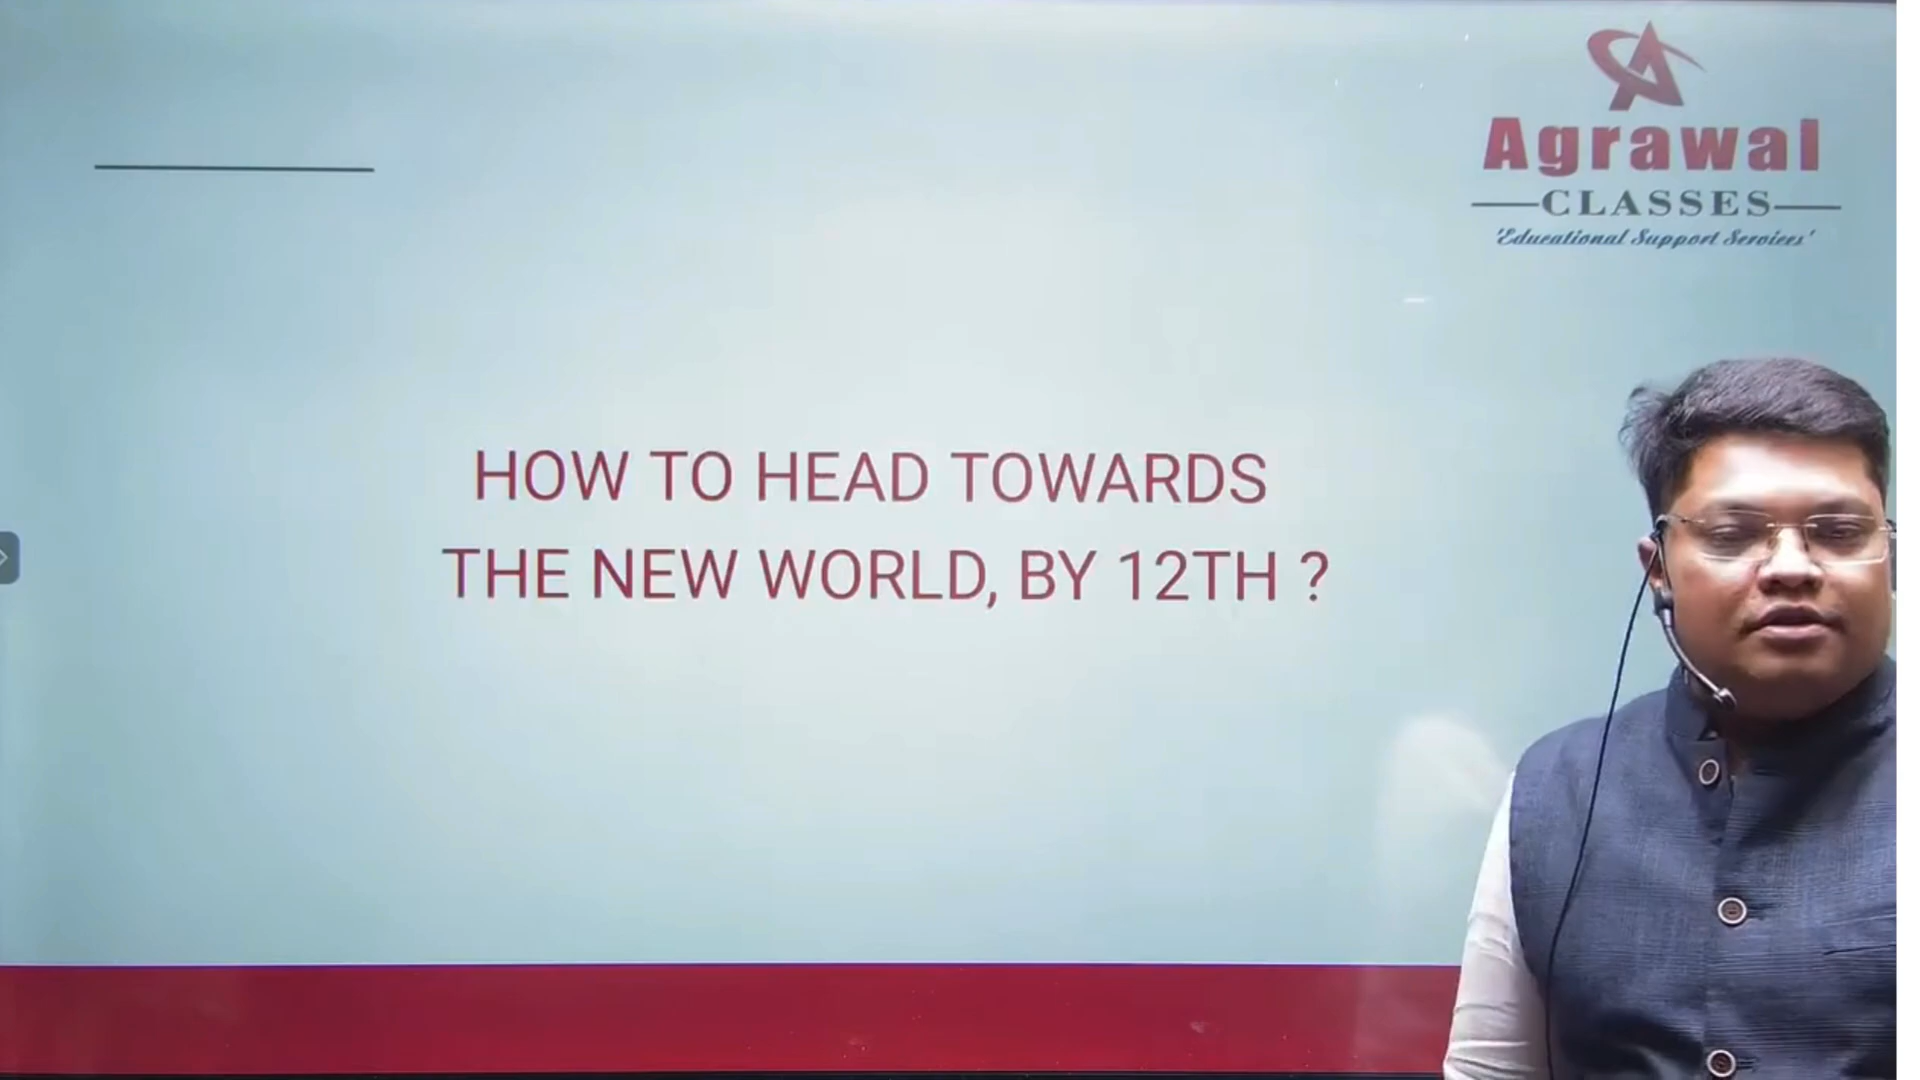 Agrawal
CLASSES
'Educational Support Services'
HOW TO HEAD TOWARDS
THE NEW WORLD, BY 12TH ?